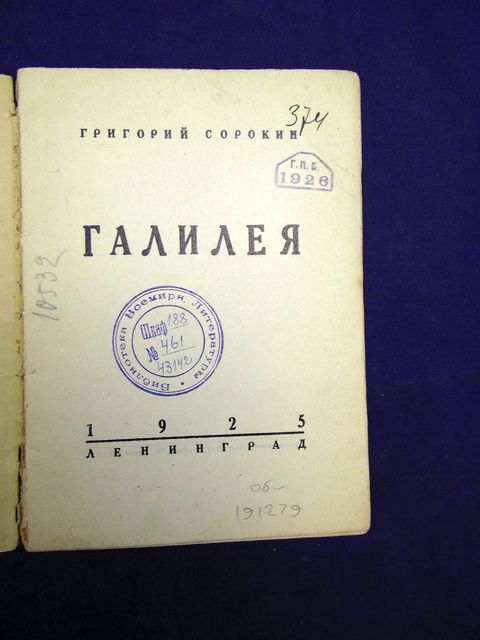 374
ГРИГОРИЙ СОРОКИН
Г.П.Б.
1926
ГАЛИЛЕЯ
10532
Библиотека Всемирн. Литературы
Шкаф 188
№ 461
43142
1 9 2 5
ЛЕНИНГРАД
191279